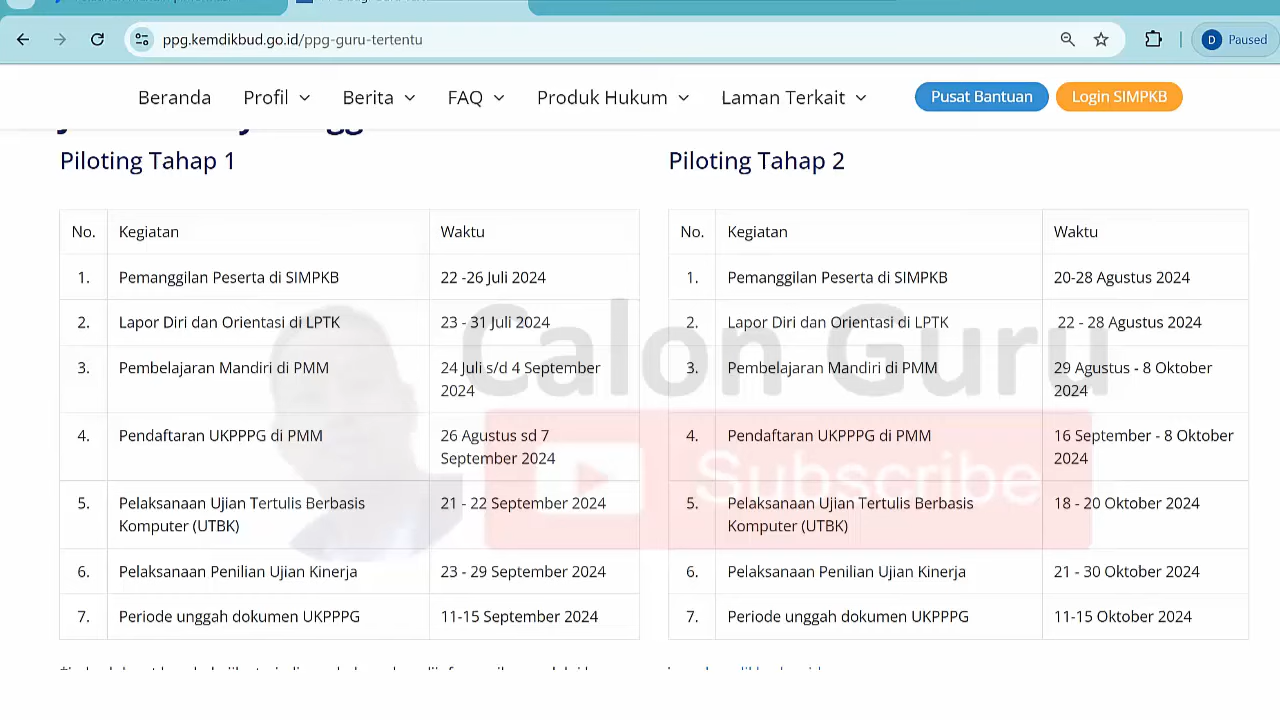 ppg.kemdikbud.go.id/ppg-guru-tertentu
D Paused
Beranda Profil Berita FAQ Produk Hukum Laman Terkait Pusat Bantuan Login SIMPKB
Piloting Tahap 1
No. Kegiatan Waktu
1. Pemanggilan Peserta di SIMPKB 22 -26 Juli 2024
2. Lapor Diri dan Orientasi di LPTK 23 - 31 Juli 2024
3. Pembelajaran Mandiri di PMM 24 Juli s/d 4 September
2024
4. Pendaftaran UKPPPG di PMM 26 Agustus sd 7
September 2024
5. Pelaksanaan Ujian Tertulis Berbasis 21 - 22 September 2024
Komputer (UTBK)
6. Pelaksanaan Penilian Ujian Kinerja 23 - 29 September 2024
7. Periode unggah dokumen UKPPPG 11-15 September 2024
Piloting Tahap 2
No. Kegiatan Waktu
1. Pemanggilan Peserta di SIMPKB 20-28 Agustus 2024
2. Lapor Diri dan Orientasi di LPTK 22 - 28 Agustus 2024
3. Pembelajaran Mandiri di PMM 29 Agustus - 8 Oktober
2024
4. Pendaftaran UKPPPG di PMM 16 September - 8 Oktober
2024
5. Pelaksanaan Ujian Tertulis Berbasis 18 - 20 Oktober 2024
Komputer (UTBK)
6. Pelaksanaan Penilian Ujian Kinerja 21 - 30 Oktober 2024
7. Periode unggah dokumen UKPPPG 11-15 Oktober 2024
Calon Guru
Subscribe